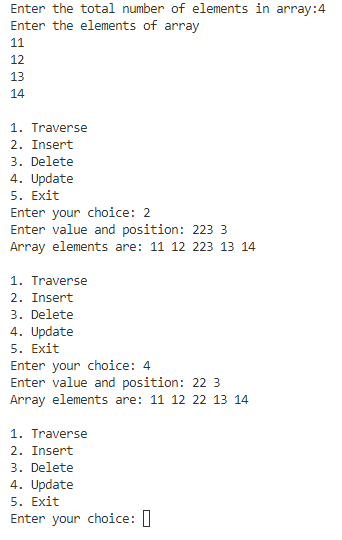 Enter the total number of elements in array:4
Enter the elements of array
11
12
13
14
1. Traverse
2. Insert
3. Delete
4. Update
5. Exit
Enter your choice: 2
Enter value and position: 223 3
Array elements are: 11 12 223 13 14
1. Traverse
2. Insert
3. Delete
4. Update
5. Exit
Enter your choice: 4
Enter value and position: 22 3
Array elements are: 11 12 22 13 14
1. Traverse
2. Insert
3. Delete
4. Update
5. Exit
Enter your choice: